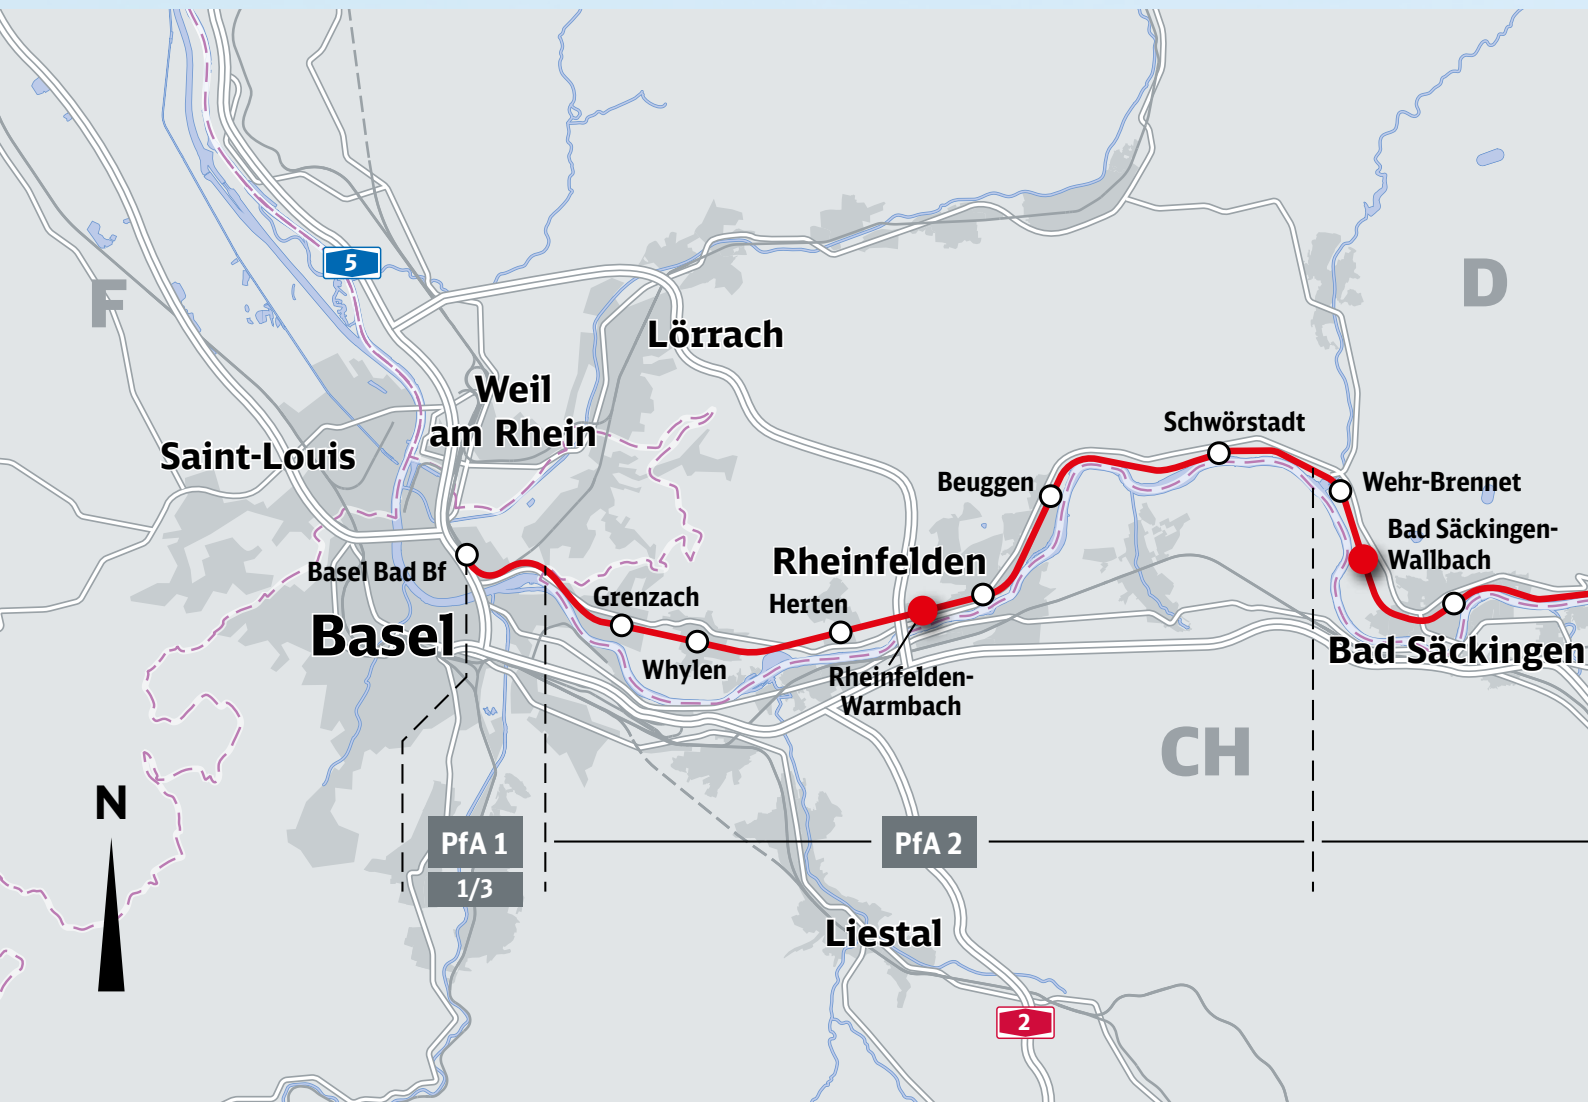 5
F
D
Lörrach
Weil
am Rhein
Schwörstadt
Saint-Louis
Beuggen
Wehr-Brennet
Bad Säckingen-
Wallbach
Rheinfelden
Basel Bad Bf
Grenzach
Herten
Basel
Whylen
Bad Säckingen
Rheinfelden-
Warmbach
CH
N
PfA 1
PfA 2
1/3
Liestal
2